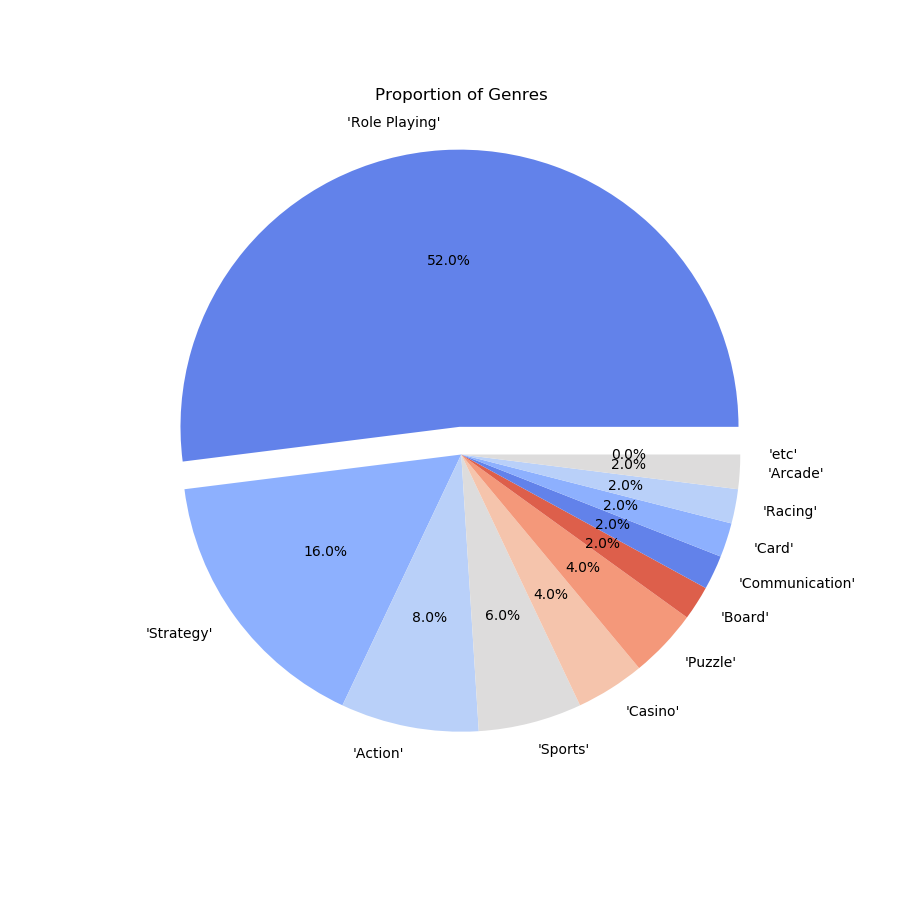 Proportion of Genres
'Role Playing'
52.0%
0.0%
'etc'
2.0%
'Arcade'
2.0%
'Racing'
2.0%
'Card'
2.0%
'Communication'
2.0%
'Board'
4.0%
'Puzzle'
4.0%
'Casino'
6.0%
'Sports'
8.0%
'Action'
16.0%
'Strategy'